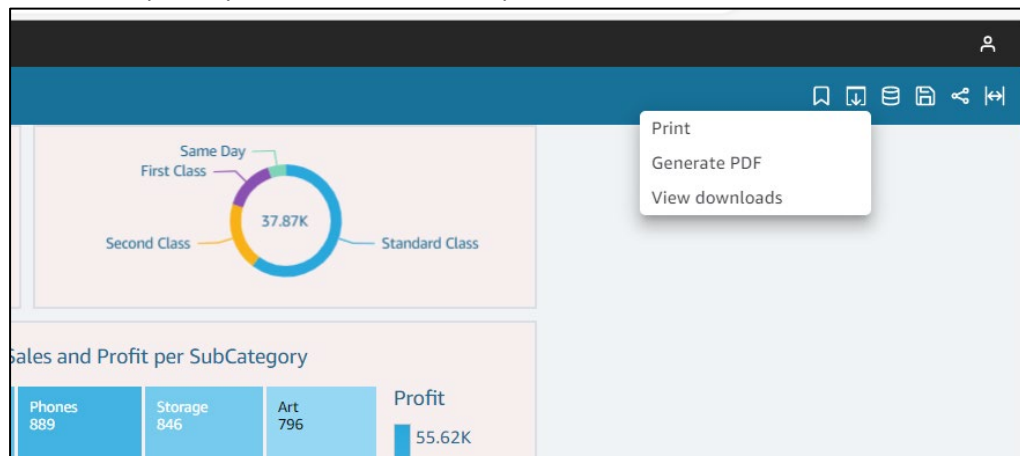 Print
Generate PDF
View downloads
Same Day
First Class
37.87K
Second Class
Standard Class
Sales and Profit per SubCategory
Phones
889
Storage
846
Art
796
Profit
55.62K